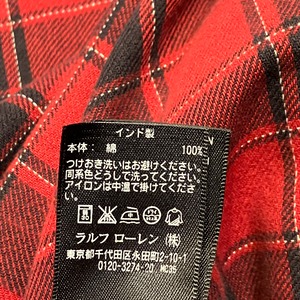 インド製
本体： 綿 100%
つけおき洗いはお避けください。
同系色どうしで洗ってください。
アイロンは中温で掛けてください。
ラルフ ローレン（株）
東京都千代田区永田町2-10-1
0120-3274-20 MC35